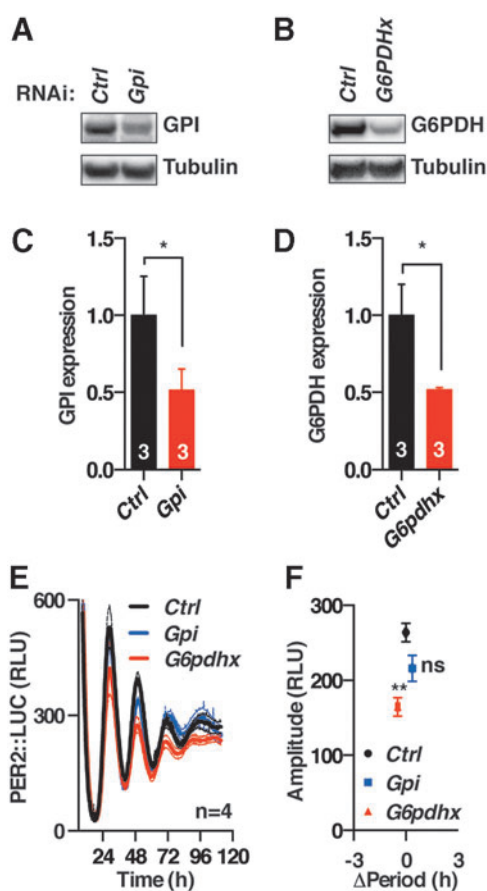 A
B
RNAi: Ctrl Gpi
Ctrl G6PDHx
GPI
G6PDH
Tubulin
Tubulin
C
D
1.5
1.0
0.5
0.0
GPI expression
*
3
3
Ctrl
Gpi
1.5
1.0
0.5
0.0
G6PDH expression
*
3
3
Ctrl
G6pdhx
E
600
300
0
PER2::LUC (RLU)
Ctrl
Gpi
G6pdhx
n=4
24 48 72 96 120
Time (h)
F
300
200
100
0
Amplitude (RLU)
ns
**
Ctrl
Gpi
G6pdhx
-3 0 3
ΔPeriod (h)